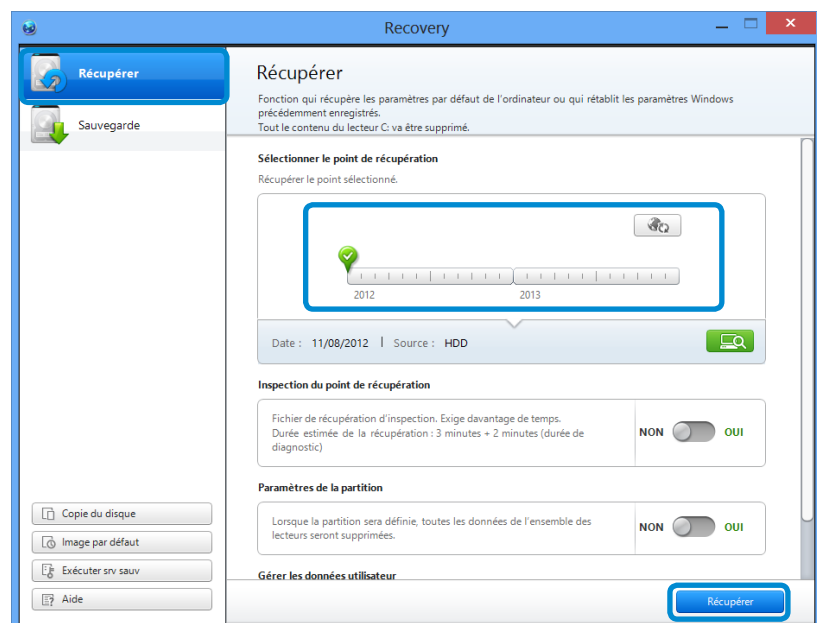 Recovery
Récupérer
Sauvegarde
Copie du disque
Image par défaut
Exécuter srv sauv
Aide
Récupérer
Fonction qui récupère les paramètres par défaut de l'ordinateur ou qui rétablit les paramètres Windows
précédemment enregistrés.
Tout le contenu du lecteur C: va être supprimé.
Sélectionner le point de récupération
Récupérer le point sélectionné.
2012 2013
Date : 11/08/2012 | Source : HDD
Inspection du point de récupération
Fichier de récupération d'inspection. Exige davantage de temps.
Durée estimée de la récupération : 3 minutes + 2 minutes (durée de
diagnostic)
NON OUI
Paramètres de la partition
Lorsque la partition sera définie, toutes les données de l'ensemble des
lecteurs seront supprimées.
NON OUI
Gérer les données utilisateur
Récupérer